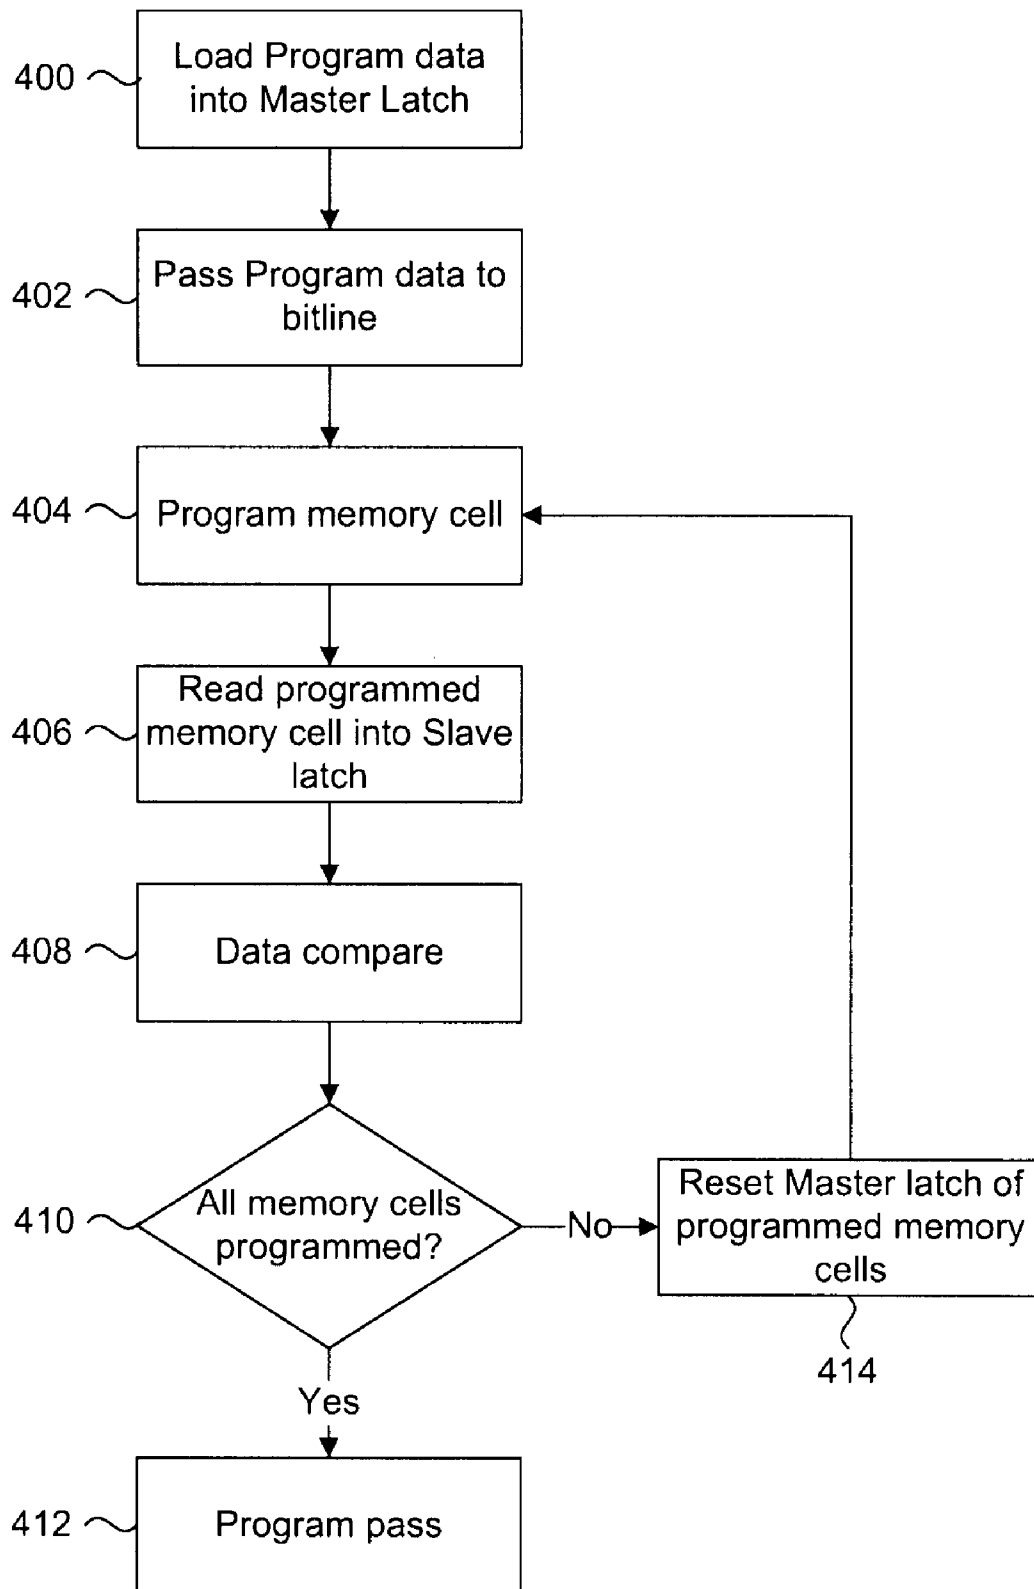 400
Load Program data
into Master Latch
402
Pass Program data to
bitline
404
Program memory cell
406
Read programmed
memory cell into Slave
latch
408
Data compare
410
All memory cells
programmed?
No
Reset Master latch of
programmed memory
cells
414
Yes
412
Program pass